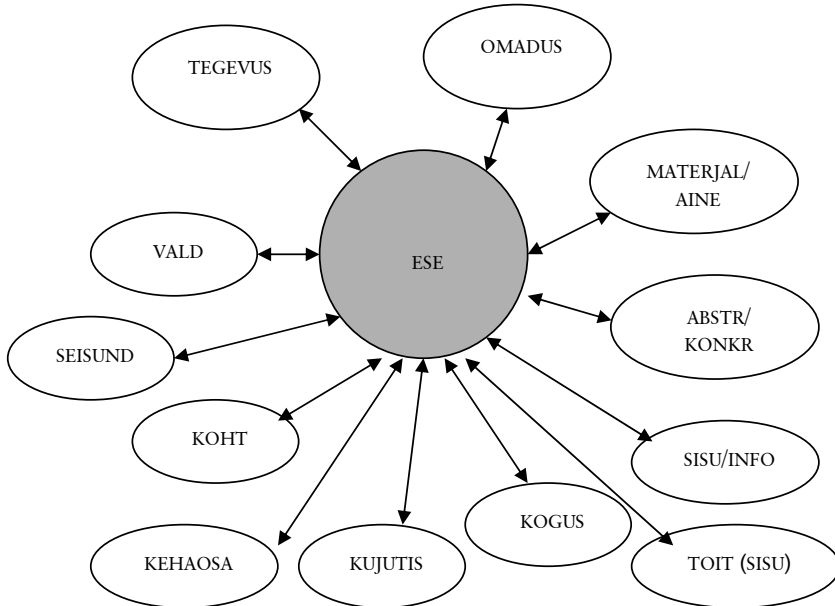 OMADUS
TEGEVUS
MATERJAL/
AINE
VALD
ESE
ABSTR/
KONKR
SEISUND
KOHT
SISU/INFO
KOGUS
KEHAOSA
KUJUTIS
TOIT (SISU)